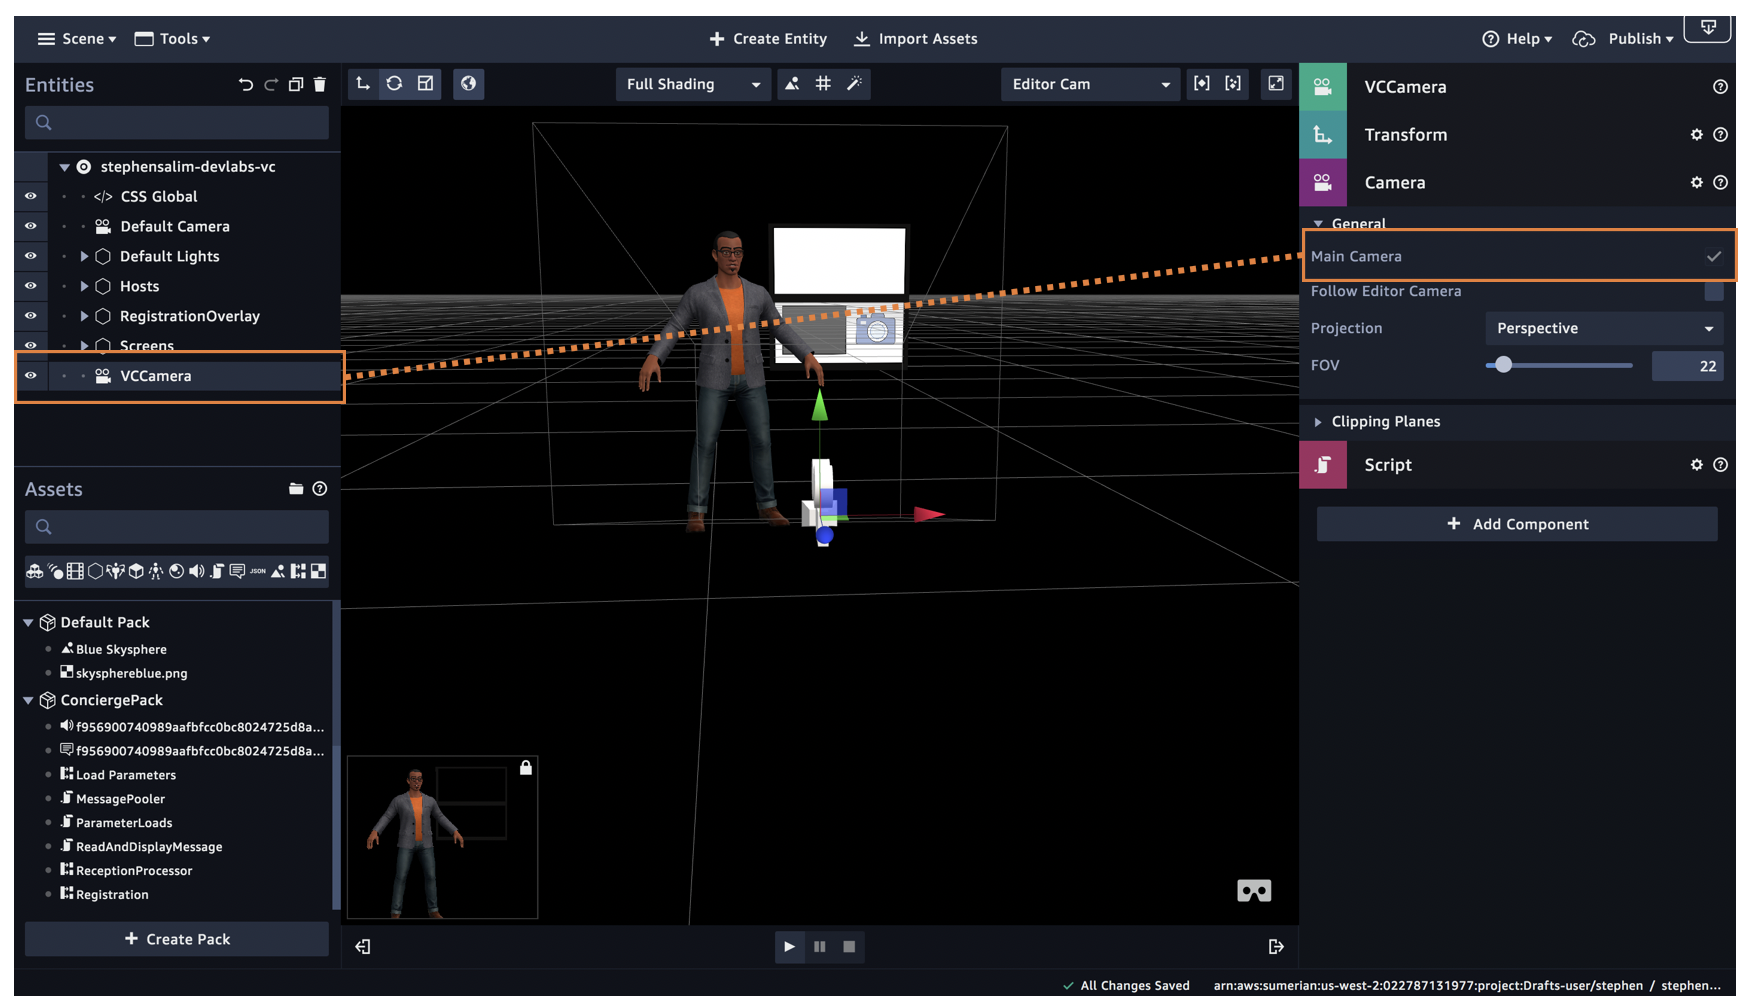 Scene
Tools
Create Entity
Import Assets
Help
Publish
Entities
Full Shading
Editor Cam
VCCamera
Transform
Camera
General
Main Camera
Follow Editor Camera
Projection
Perspective
FOV
22
Clipping Planes
Script
Add Component
stephensalim-devlabs-vc
CSS Global
Default Camera
Default Lights
Hosts
RegistrationOverlay
Screens
VCCamera
Assets
JSON
Default Pack
Blue Skysphere
skysphereblue.png
ConciergePack
f956900740989aafbfcc0bc8024725d8a...
f956900740989aafbfcc0bc8024725d8a...
Load Parameters
MessagePooler
ParameterLoads
ReadAndDisplayMessage
ReceptionProcessor
Registration
Create Pack
All Changes Saved
arn:aws:sumerian:us-west-2:022787131977:project:Drafts-user/stephen / stephen...